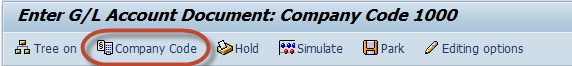 Enter G/L Account Document: Company Code 1000
Tree on Company Code Hold Simulate Park Editing options